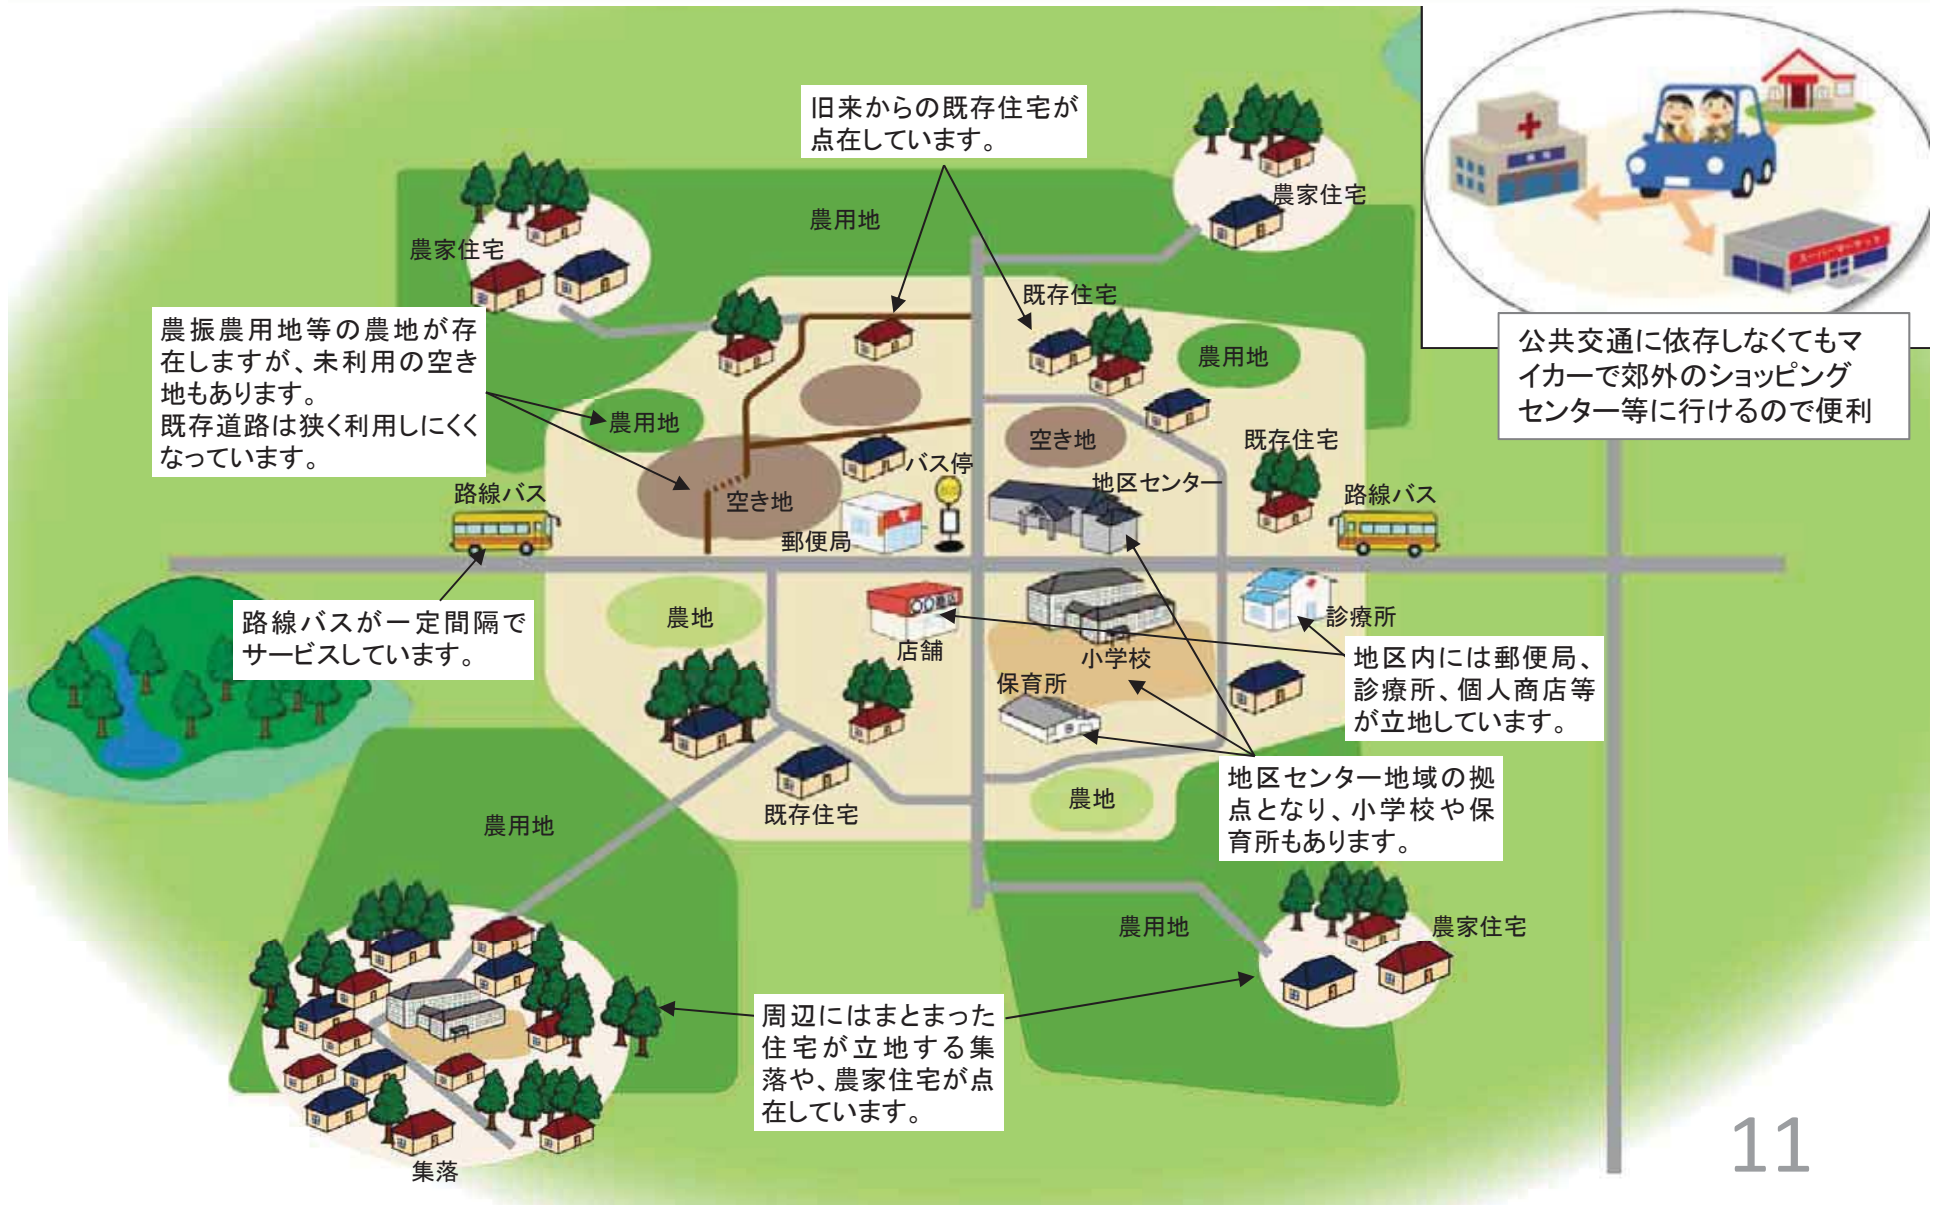 旧来からの既存住宅が
点在しています。
農用地
農家住宅
農家住宅
スーパーマーケット
公共交通に依存しなくてもマ
イカーで郊外のショッピング
センター等に行けるので便利
農振農用地等の農地が存
在しますが、未利用の空き
地もあります。
既存道路は狭く利用しにくく
なっています。
既存住宅
農用地
農用地
空き地
既存住宅
バス停
地区センター
路線バス
空き地
郵便局
路線バス
路線バスが一定間隔で
サービスしています。
農地
店舗
小学校
診療所
保育所
地区内には郵便局、
診療所、個人商店等
が立地しています。
地区センター地域の拠
点となり、小学校や保
育所もあります。
既存住宅
農地
農用地
農用地
農家住宅
周辺にはまとまった
住宅が立地する集
落や、農家住宅が点
在しています。
集落
11